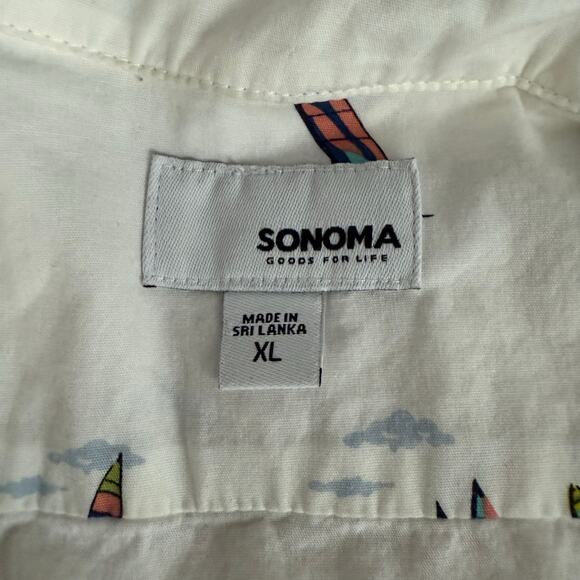 SONOMA
GOODS FOR LIFE
MADE IN
SRI LANKA
XL